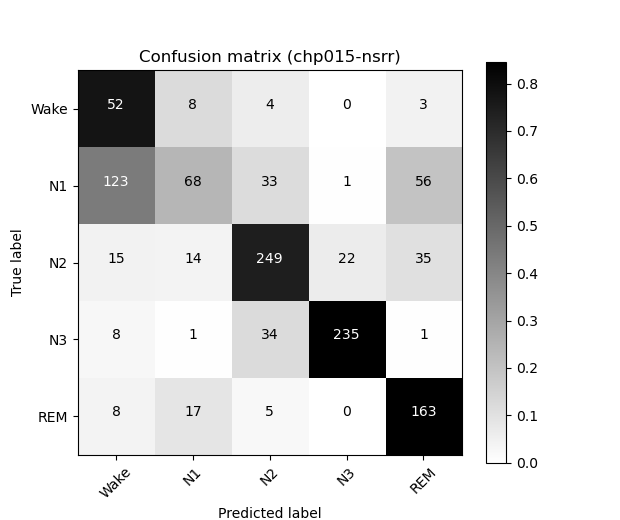 Confusion matrix (chp015-nsrr)
True label
Wake 52 8 4 0 3
N1 123 68 33 1 56
N2 15 14 249 22 35
N3 8 1 34 235 1
REM 8 17 5 0 163
Wake N1 N2 N3 REM
Predicted label
0.8
0.7
0.6
0.5
0.4
0.3
0.2
0.1
0.0